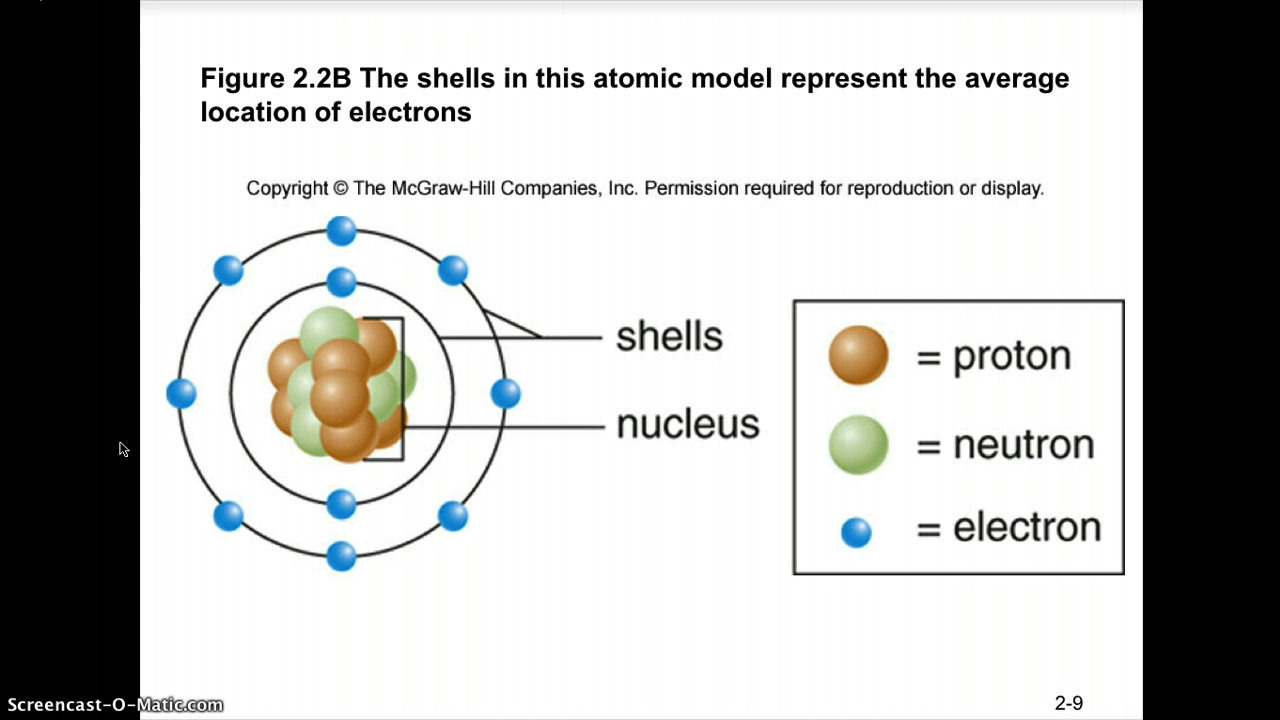 Figure 2.2B The shells in this atomic model represent the average
location of electrons
Copyright © The McGraw-Hill Companies, Inc. Permission required for reproduction or display.
shells
nucleus
= proton
= neutron
= electron
Screencast-O-Matic.com
2-9